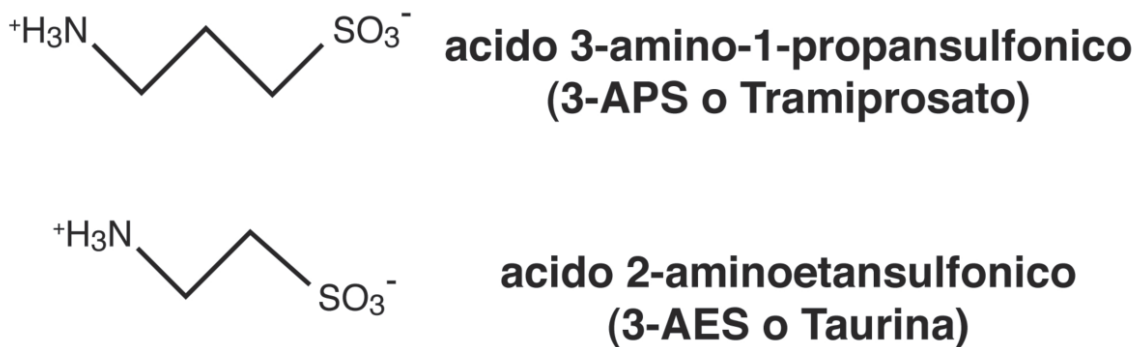 ⁺H₃N
SO₃⁻
acido 3-amino-1-propansulfonico
(3-APS o Tramiprosato)
⁺H₃N
SO₃⁻
acido 2-aminoetansulfonico
(3-AES o Taurina)